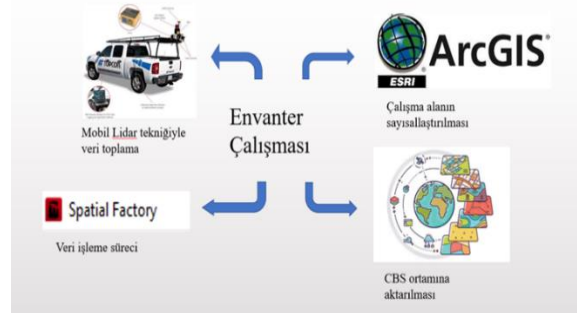 Mobil Lidar tekniğiyle
veri toplama
ArcGIS
ESRI
Çalışma alanın
sayısallaştırılması
Envanter
Çalışması
Spatial Factory
Veri işleme süreci
CBS ortamına
aktarılması